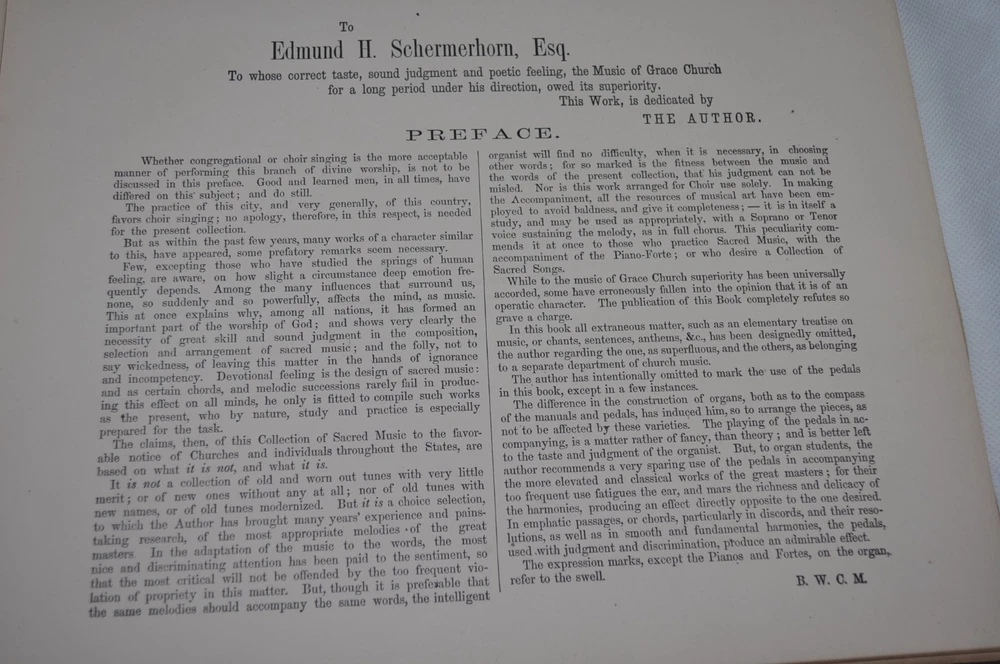 To
Edmund H. Schermerhorn, Esq.
To whose correct taste, sound judgment and poetic feeling, the Music of Grace Church
for a long period under his direction, owed its superiority.
This Work, is dedicated by
THE AUTHOR.
PREFACE.
Whether congregational or choir singing is the more acceptable
manner of performing this branch of divine worship, is not to be
discussed in this preface. Good and learned men, in all times, have
differed on this subject; and do still.
The practice of this city, and very generally, of this country,
favors choir singing; no apology, therefore, in this respect, is needed
for the present collection.
But as within the past few years, many works of a character similar
to this, have appeared, some prefatory remarks seem necessary.
Few, excepting those who have studied the springs of human
feeling, are aware, on how slight a circumstance deep emotion fre-
quently depends. Among the many influences that surround us,
none, so suddenly and so powerfully, affects the mind, as music.
This at once explains why, among all nations, it has formed an
important part of the worship of God; and shows very clearly the
necessity of great skill and sound judgment in the composition,
selection and arrangement of sacred music; and the folly, not to
say wickedness, of leaving this matter in the hands of ignorance
and incompetency. Devotional feeling is the design of sacred music:
and as certain chords, and melodic successions rarely fail in produc-
ing this effect on all minds, he only is fitted to compile such works
as the present, who by nature, study and practice is especially
prepared for the task.
The claims, then, of this Collection of Sacred Music to the favor-
able notice of Churches and individuals throughout the States, are
based on what it is not, and what it is.
It is not a collection of old and worn out tunes with very little
merit; or of new ones without any at all; nor of old tunes with
new names, or of old tunes modernized. But it is a choice selection,
to which the Author has brought many years' experience and pains-
taking research, of the most appropriate melodies of the great
masters. In the adaptation of the music to the words, the most
nice and discriminating attention has been paid to the sentiment, so
that the most critical will not be offended by the too frequent vio-
lation of propriety in this matter. But, though it is preferable that
the same melodies should accompany the same words, the intelligent
organist will find no difficulty, when it is necessary, in choosing
other words; for so marked is the fitness between the music and
the words of the present collection, that his judgment can not be
misled. Nor is this work arranged for Choir use solely. In making
the Accompaniment, all the resources of musical art have been em-
ployed to avoid baldness, and give it completeness; — it is in itself a
study, and may be used as appropriately, with a Soprano or Tenor
voice sustaining the melody, as in full chorus. This peculiarity com-
mends it at once to those who practice Sacred Music, with the
accompaniment of the Piano-Forte; or who desire a Collection of
Sacred Songs.
While to the music of Grace Church superiority has been universally
accorded, some have erroneously fallen into the opinion that it is of an
operatic character. The publication of this Book completely refutes so
grave a charge.
In this book all extraneous matter, such as an elementary treatise on
music, or chants, sentences, anthems, &c., has been designedly omitted,
the author regarding the one, as superfluous, and the others, as belonging
to a separate department of church music.
The author has intentionally omitted to mark the use of the pedals
in this book, except in a few instances.
The difference in the construction of organs, both as to the compass
of the manuals and pedals, has induced him, so to arrange the pieces, as
not to be affected by these varieties. The playing of the pedals in ac-
companying, is a matter rather of fancy, than theory; and is better left
to the taste and judgment of the organist. But, to organ students, the
author recommends a very sparing use of the pedals in accompanying
the more elevated and classical works of the great masters; for their
too frequent use fatigues the ear, and mars the richness and delicacy of
the harmonies, producing an effect directly opposite to the one desired.
In emphatic passages, or chords, particularly in discords, and their reso-
lutions, as well as in smooth and fundamental harmonies, the pedals,
used with judgment and discrimination, produce an admirable effect.
The expression marks, except the Pianos and Fortes, on the organ,
refer to the swell.
B. W. C. M.